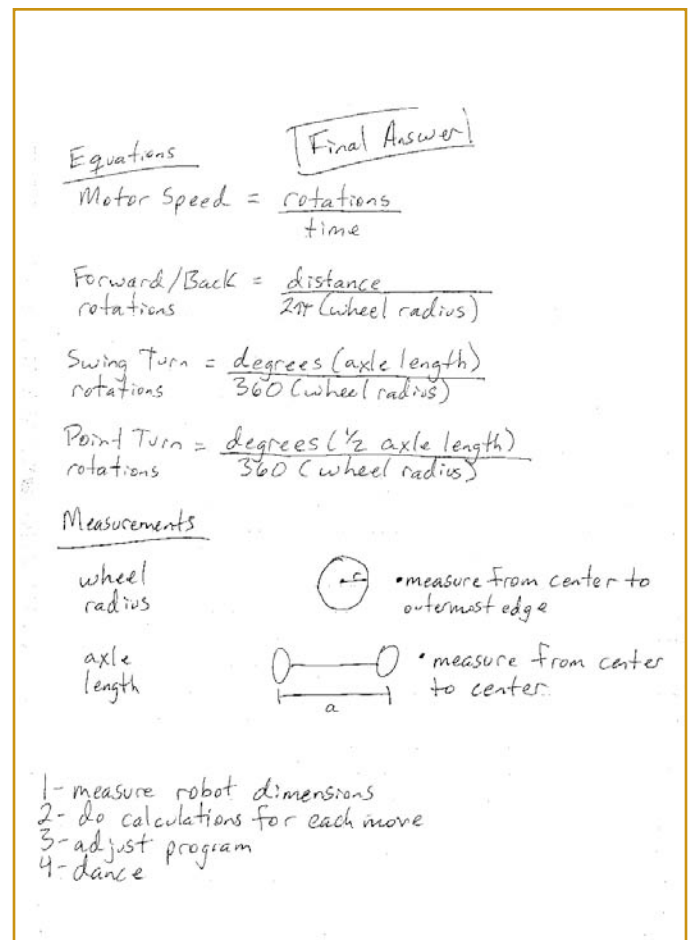 Final Answer
Equations
Motor Speed = rotations
time
Forward/Back = distance
rotations 2π(wheel radius)
Swing Turn = degrees (axle length)
rotations 360 (wheel radius)
Point Turn = degrees (1/2 axle length)
rotations 360 (wheel radius)
Measurements
wheel
radius
r
•measure from center to
outermost edge
axle
length
a
•measure from center
to center
1- measure robot dimensions
2- do calculations for each move
3- adjust program
4- dance